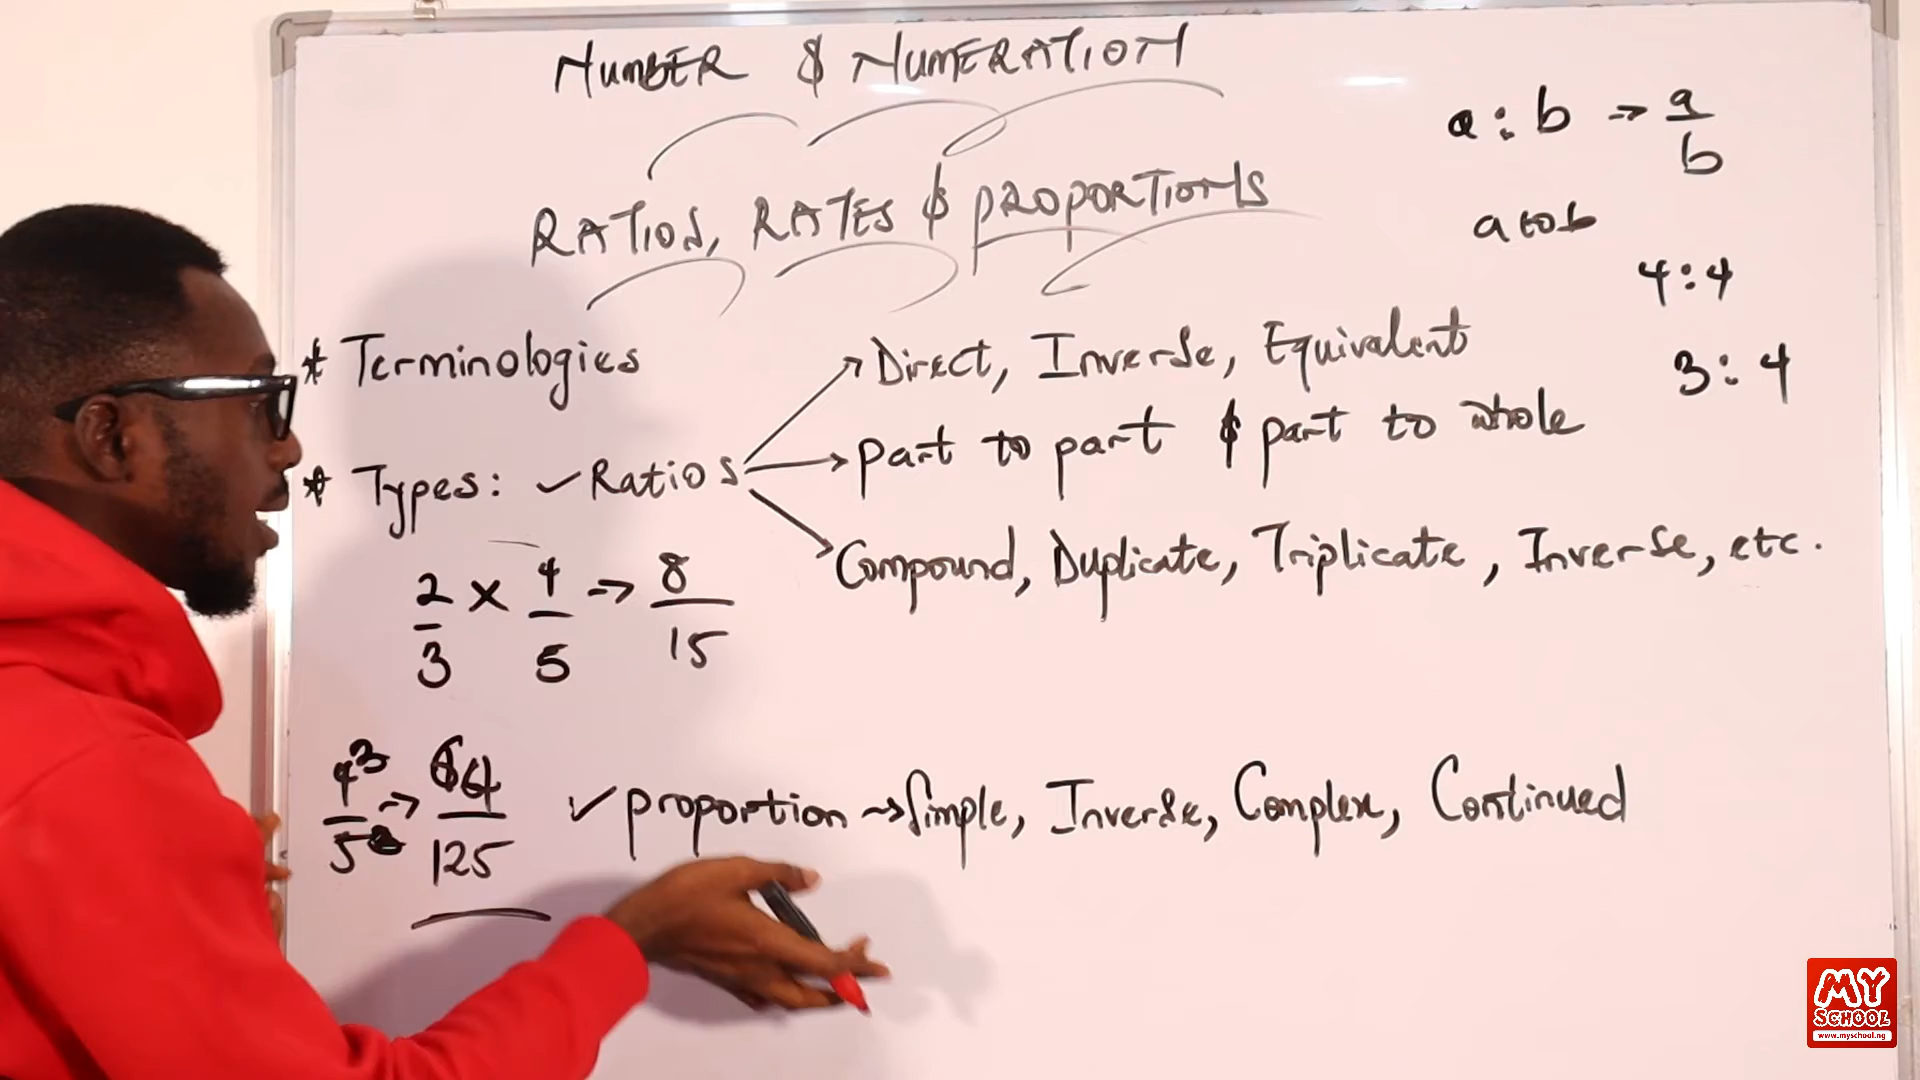 NUMBER & NUMERATION
a : b → a/b
RATIOS, RATES & PROPORTIONS
a to b
4 : 4
* Terminologies
Direct, Inverse, Equivalent
3 : 4
* Types: ✓ Ratios
part to part & part to whole
Compound, Duplicate, Triplicate, Inverse, etc.
2/3 × 4/5 → 8/15
4³/5³ → 64/125
✓ proportion → Simple, Inverse, Complex, Continued
MY
SCHOOL
www.myschool.ng